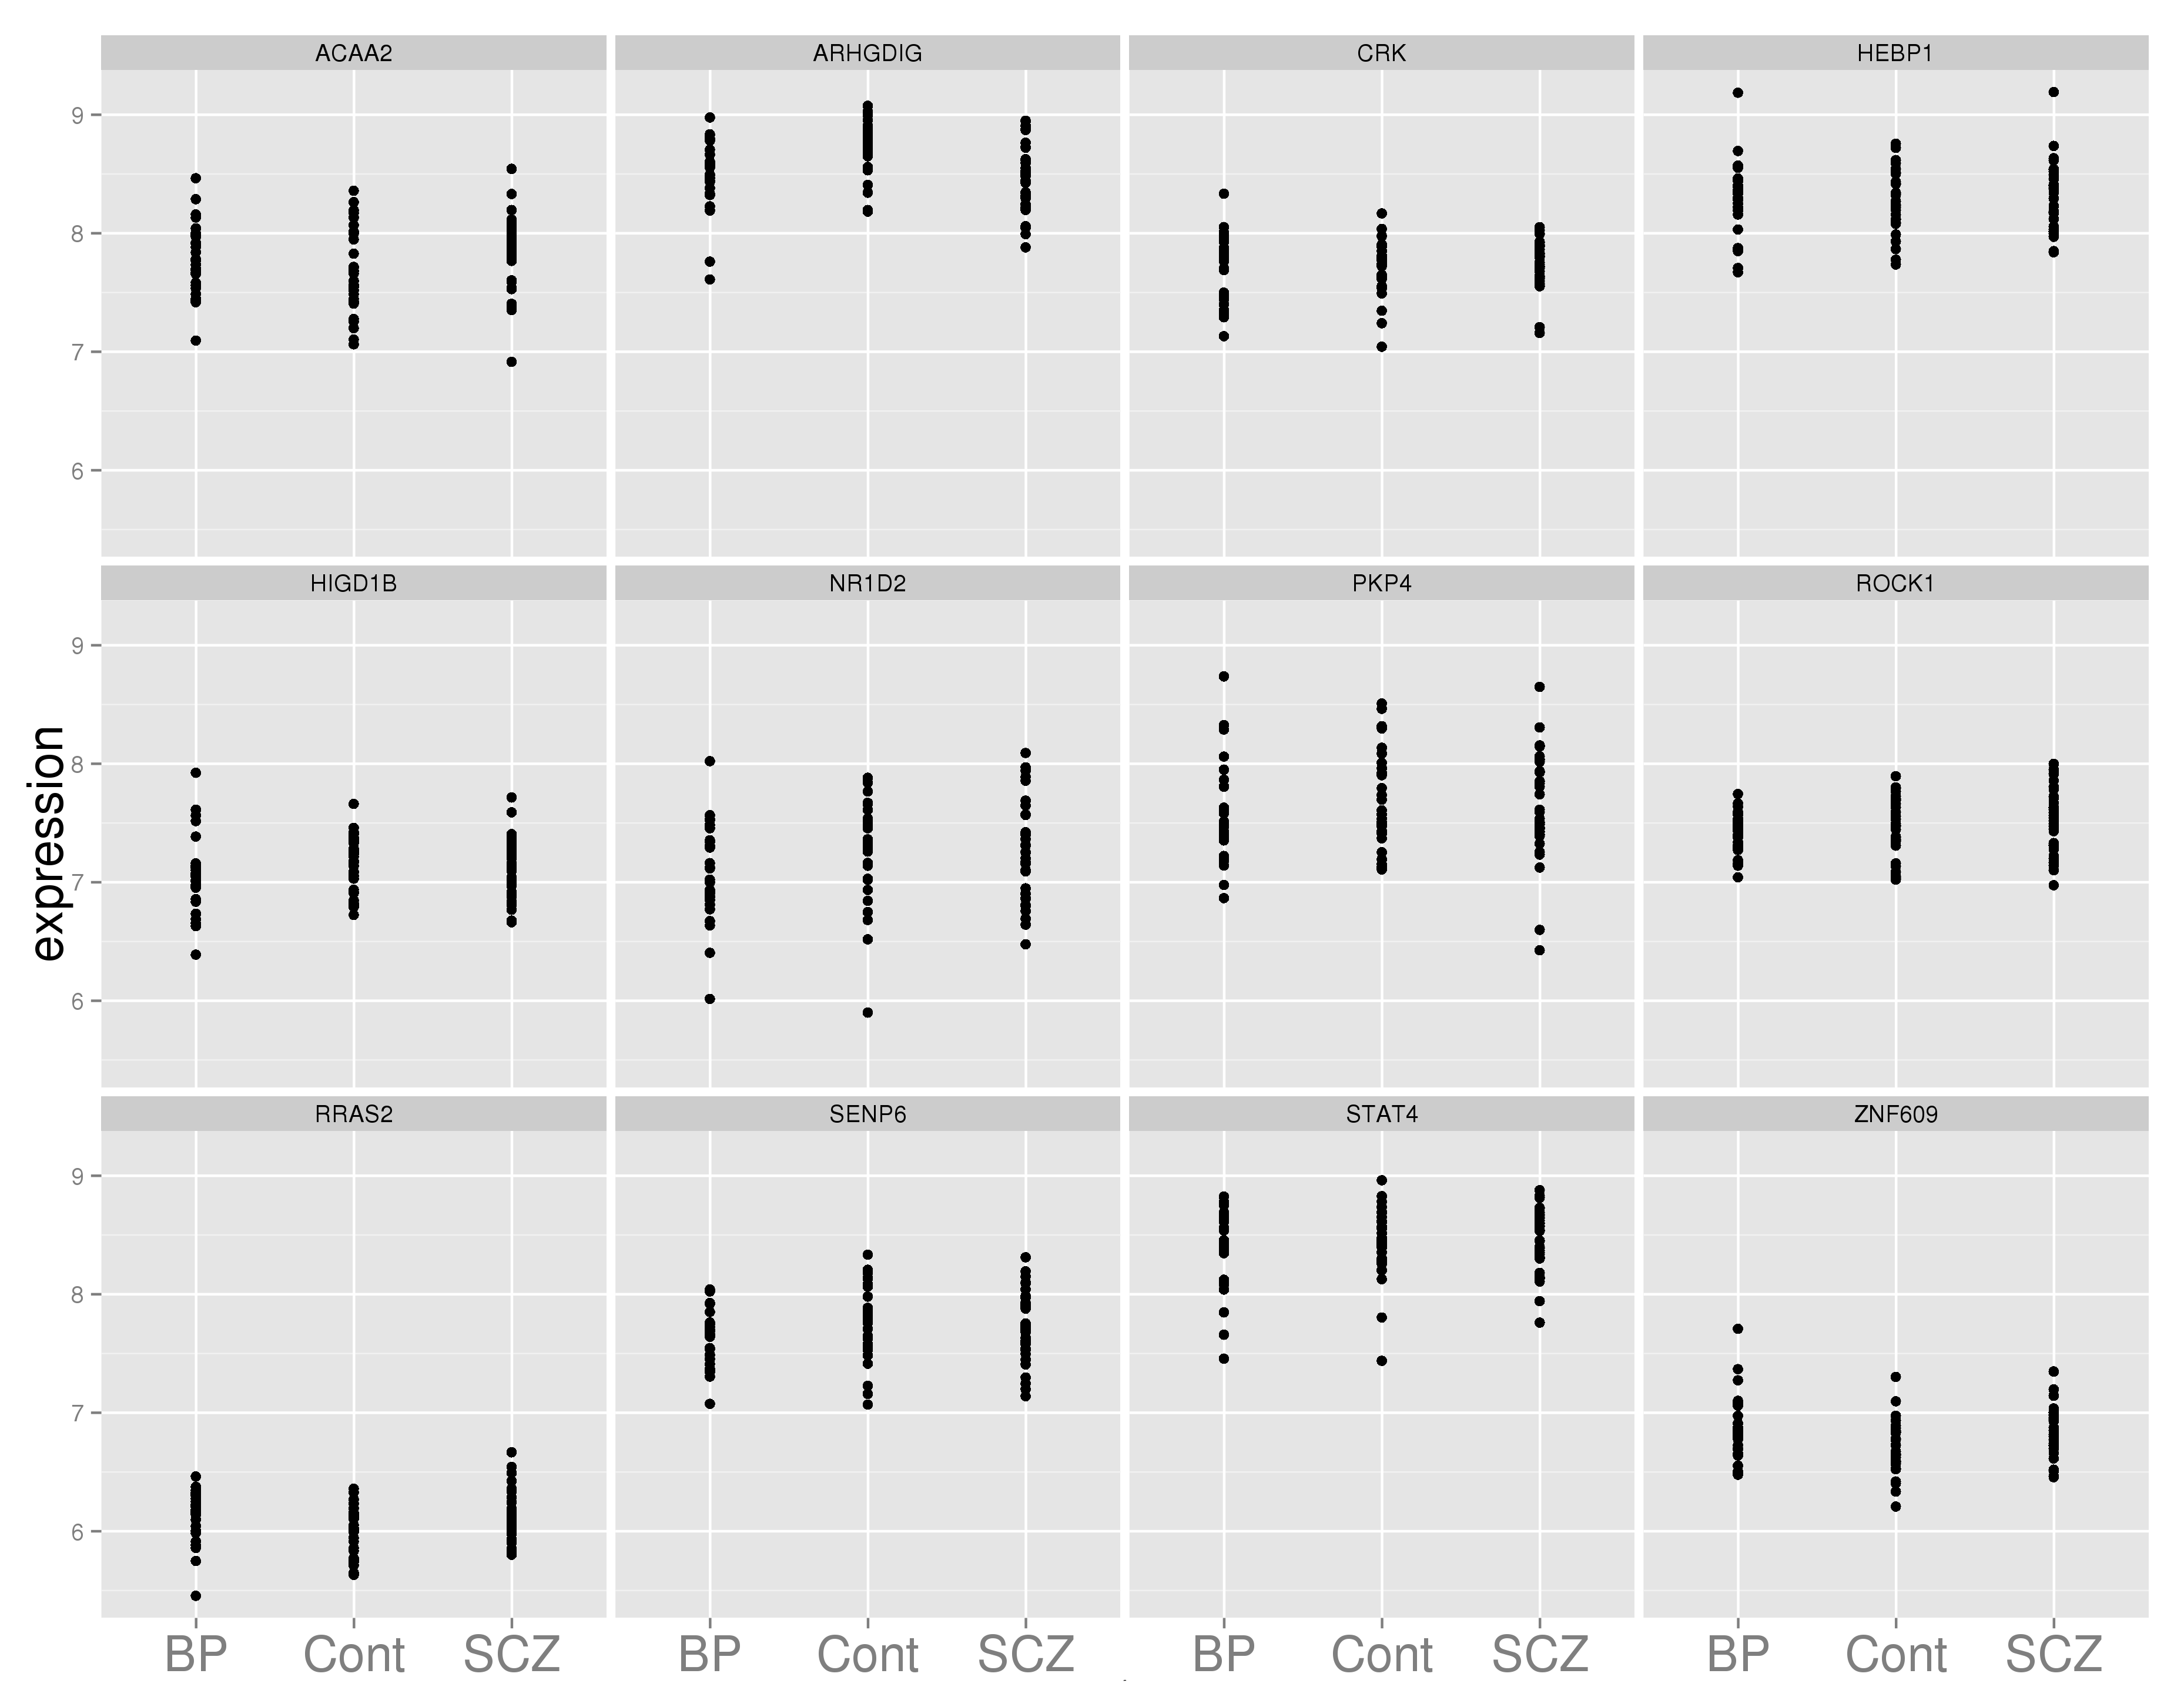 ACAA2 ARHGDIG CRK HEBP1
9
8
7
6
HIGD1B NR1D2 PKP4 ROCK1
9
8
7
6
expression
RRAS2 SENP6 STAT4 ZNF609
9
8
7
6
BP Cont SCZ BP Cont SCZ BP Cont SCZ BP Cont SCZ